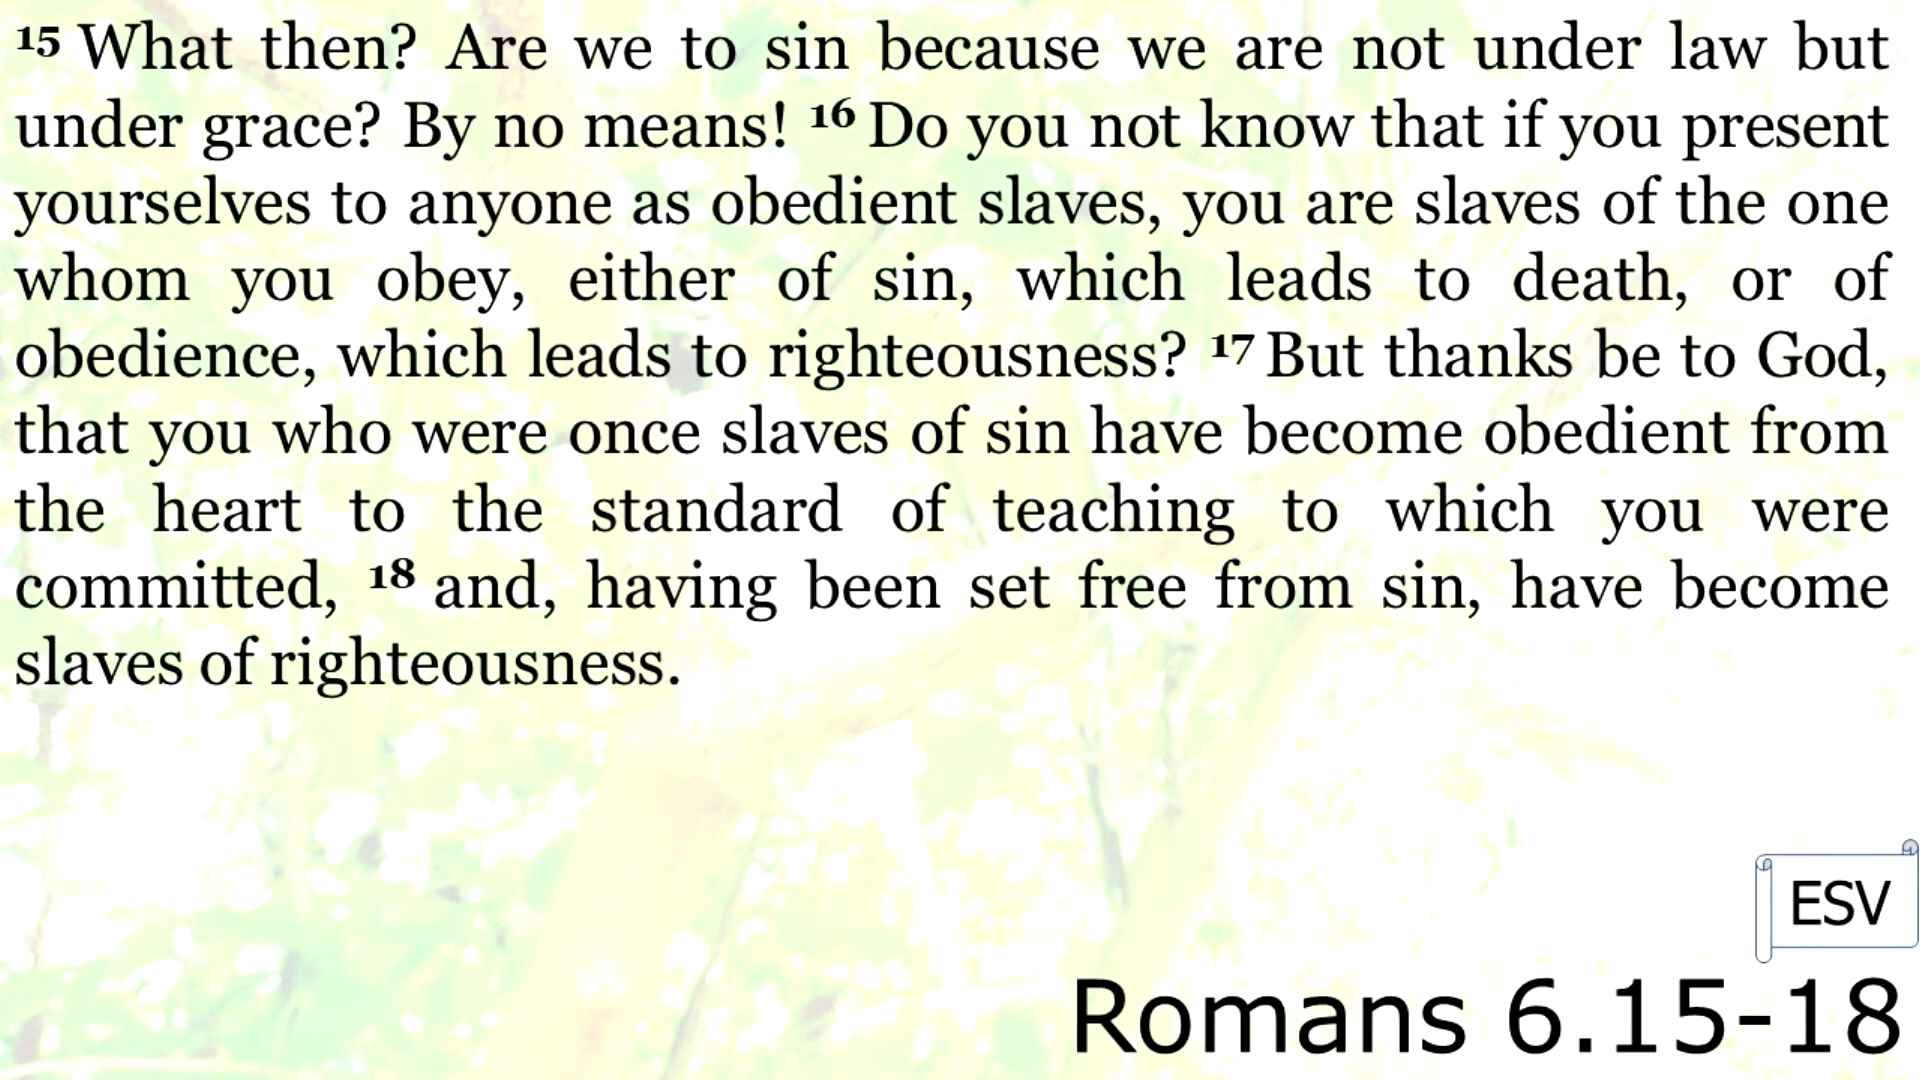 15 What then? Are we to sin because we are not under law but
under grace? By no means! 16 Do you not know that if you present
yourselves to anyone as obedient slaves, you are slaves of the one
whom you obey, either of sin, which leads to death, or of
obedience, which leads to righteousness? 17 But thanks be to God,
that you who were once slaves of sin have become obedient from
the heart to the standard of teaching to which you were
committed, 18 and, having been set free from sin, have become
slaves of righteousness.
ESV
Romans 6.15-18